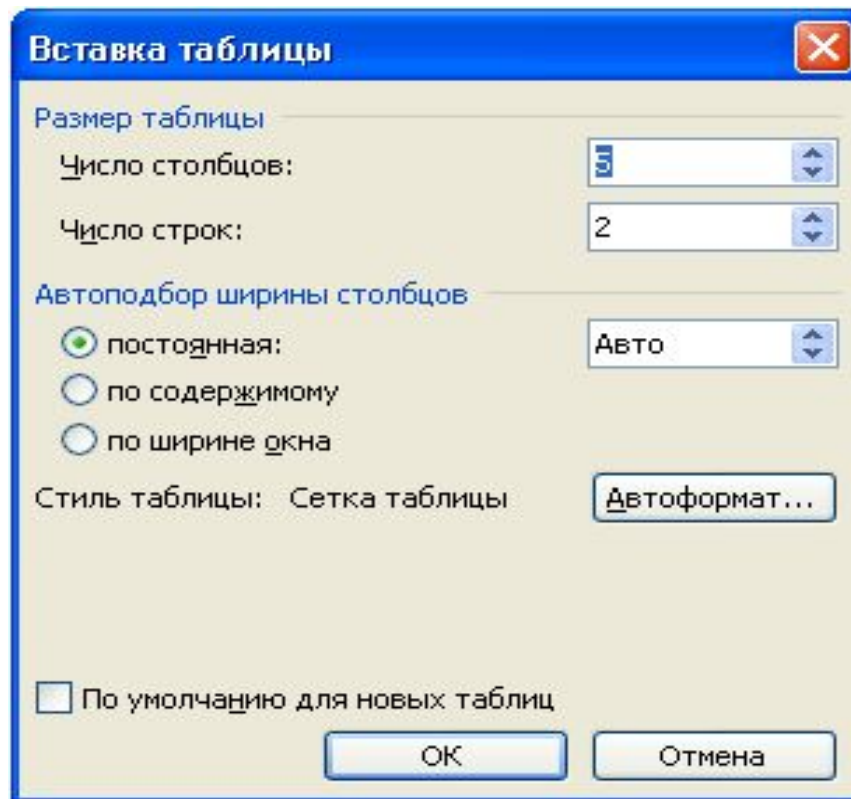 Вставка таблицы
Размер таблицы
Число столбцов: 5
Число строк: 2
Автоподбор ширины столбцов
постоянная: Авто
по содержимому
по ширине окна
Стиль таблицы: Сетка таблицы Автоформат...
По умолчанию для новых таблиц
ОК Отмена